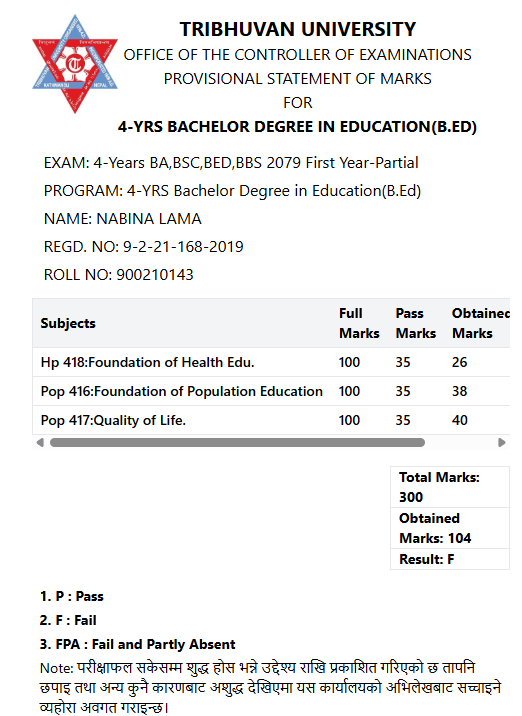 TRIBHUVAN UNIVERSITY
OFFICE OF THE CONTROLLER OF EXAMINATIONS
PROVISIONAL STATEMENT OF MARKS
FOR
4-YRS BACHELOR DEGREE IN EDUCATION(B.ED)
EXAM: 4-Years BA,BSC,BED,BBS 2079 First Year-Partial
PROGRAM: 4-YRS Bachelor Degree in Education(B.Ed)
NAME: NABINA LAMA
REGD. NO: 9-2-21-168-2019
ROLL NO: 900210143
Subjects Full Marks Pass Marks Obtained Marks
Hp 418:Foundation of Health Edu. 100 35 26
Pop 416:Foundation of Population Education 100 35 38
Pop 417:Quality of Life. 100 35 40
Total Marks:
300
Obtained
Marks: 104
Result: F
1. P : Pass
2. F : Fail
3. FPA : Fail and Partly Absent
Note: परीक्षाफल सकेसम्म शुद्ध होस भन्ने उद्देश्य राखि प्रकाशित गरिएको छ तापनि
छपाइ तथा अन्य कुनै कारणबाट अशुद्ध देखिएमा यस कार्यालयको अभिलेखबाट सच्चाइने
व्यहोरा अवगत गराइन्छ।